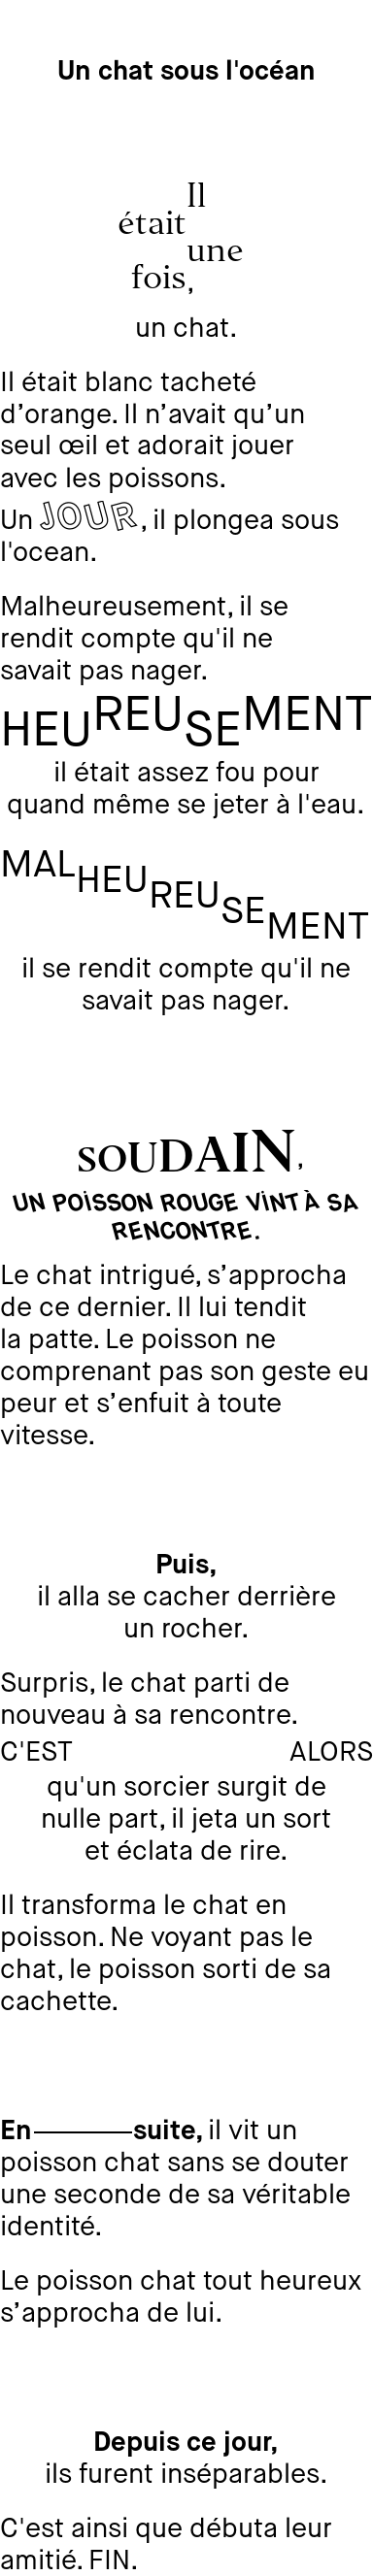 Un chat sous l'océan
Il
était
une
fois,
un chat.
Il était blanc tacheté
d’orange. Il n’avait qu’un
seul œil et adorait jouer
avec les poissons.
Un JOUR, il plongea sous
l'ocean.
Malheureusement, il se
rendit compte qu'il ne
savait pas nager.
HEUREUSEMENT
il était assez fou pour
quand même se jeter à l'eau.
MALHEUREUSEMENT
il se rendit compte qu'il ne
savait pas nager.
SOUDAIN,
UN POISSON ROUGE VINT À SA
RENCONTRE.
Le chat intrigué, s’approcha
de ce dernier. Il lui tendit
la patte. Le poisson ne
comprenant pas son geste eu
peur et s’enfuit à toute
vitesse.
Puis,
il alla se cacher derrière
un rocher.
Surpris, le chat parti de
nouveau à sa rencontre.
C'EST ALORS
qu'un sorcier surgit de
nulle part, il jeta un sort
et éclata de rire.
Il transforma le chat en
poisson. Ne voyant pas le
chat, le poisson sorti de sa
cachette.
En———suite, il vit un
poisson chat sans se douter
une seconde de sa véritable
identité.
Le poisson chat tout heureux
s’approcha de lui.
Depuis ce jour,
ils furent inséparables.
C'est ainsi que débuta leur
amitié. FIN.